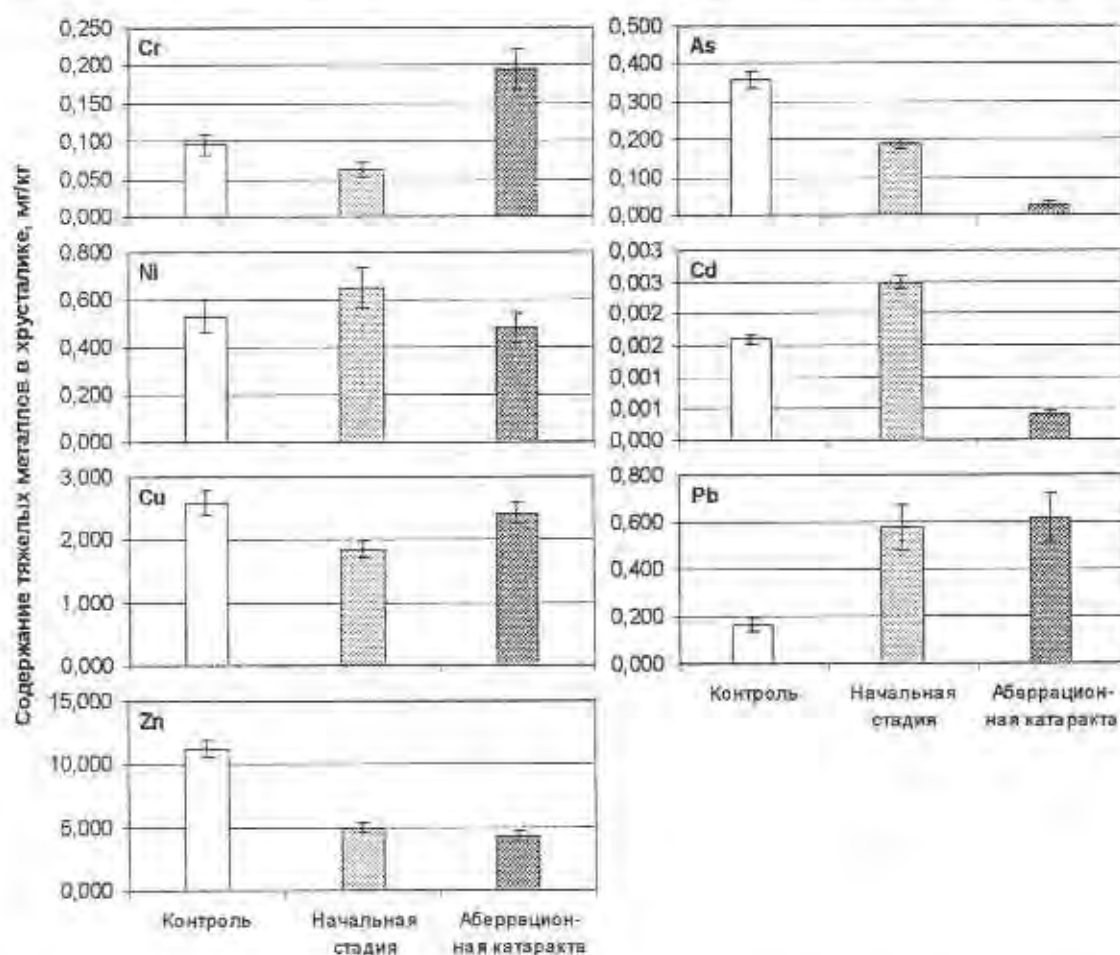 Содержание тяжелых металлов в хрусталике, мг/кг
Cr
0,250
0,200
0,150
0,100
0,050
0,000
As
0,500
0,400
0,300
0,200
0,100
0,000
Ni
0,800
0,600
0,400
0,200
0,000
Cd
0,003
0,003
0,002
0,002
0,001
0,001
0,000
Cu
3,000
2,000
1,000
0,000
Pb
0,800
0,600
0,400
0,200
0,000
Контроль
Начальная
стадия
Аберрацион-
ная катаракта
Zn
15,000
10,000
5,000
0,000
Контроль
Начальная
стадия
Аберрацион-
ная катаракта